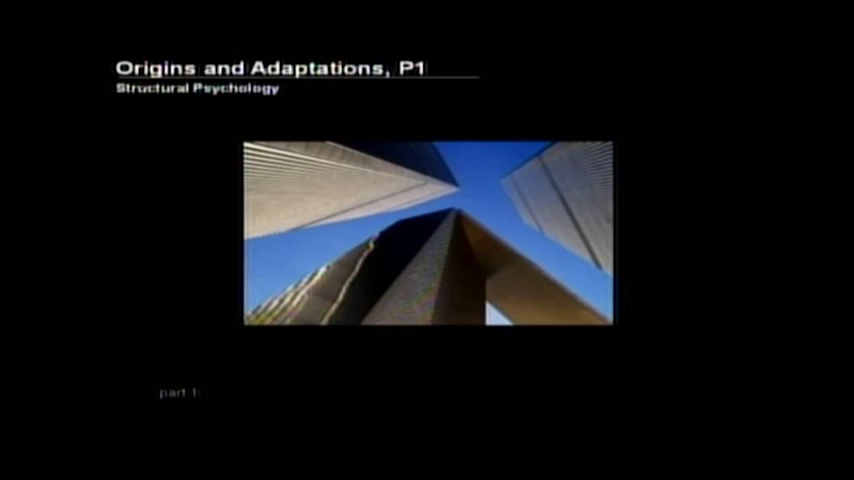 Origins and Adaptations, P1
Structural Psychology
part 1